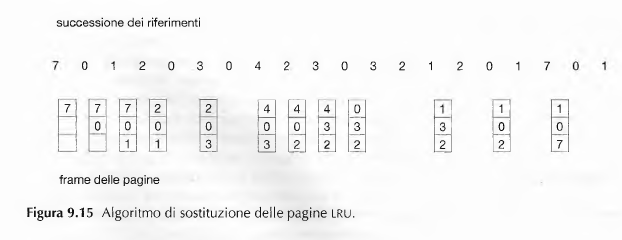 successione dei riferimenti
7 0 1 2 0 3 0 4 2 3 0 3 2 1 2 0 1 7 0 1
7 7 7 2 2 4 4 4 0 1 1 1
0 0 0 0 0 0 3 3 3 0 0
1 1 3 3 2 2 2 2 2 7
frame delle pagine
Figura 9.15 Algoritmo di sostituzione delle pagine LRU.